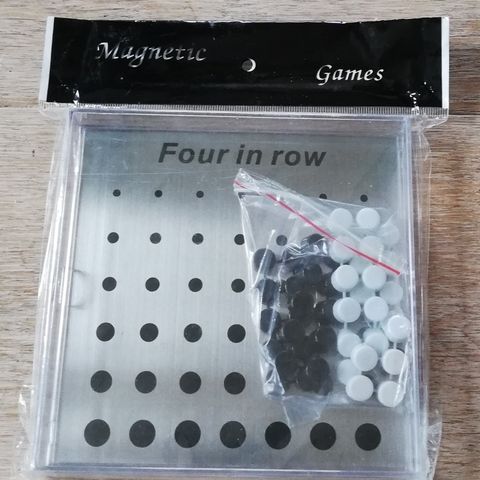 Magnetic
Games
Four in row